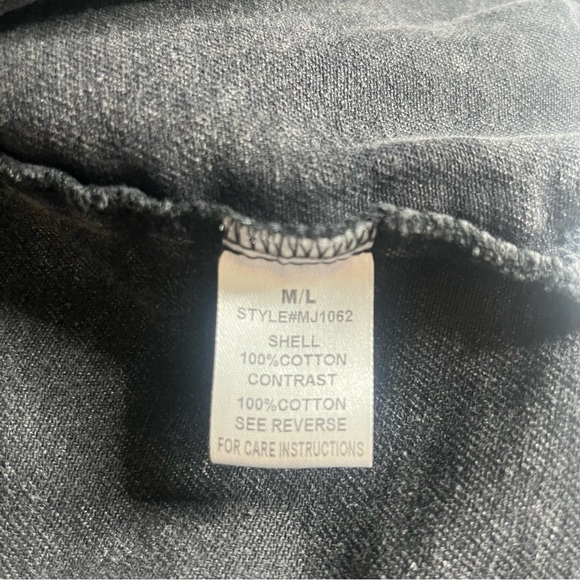 M/L
STYLE#MJ1062
SHELL
100%COTTON
CONTRAST
100%COTTON
SEE REVERSE
FOR CARE INSTRUCTIONS